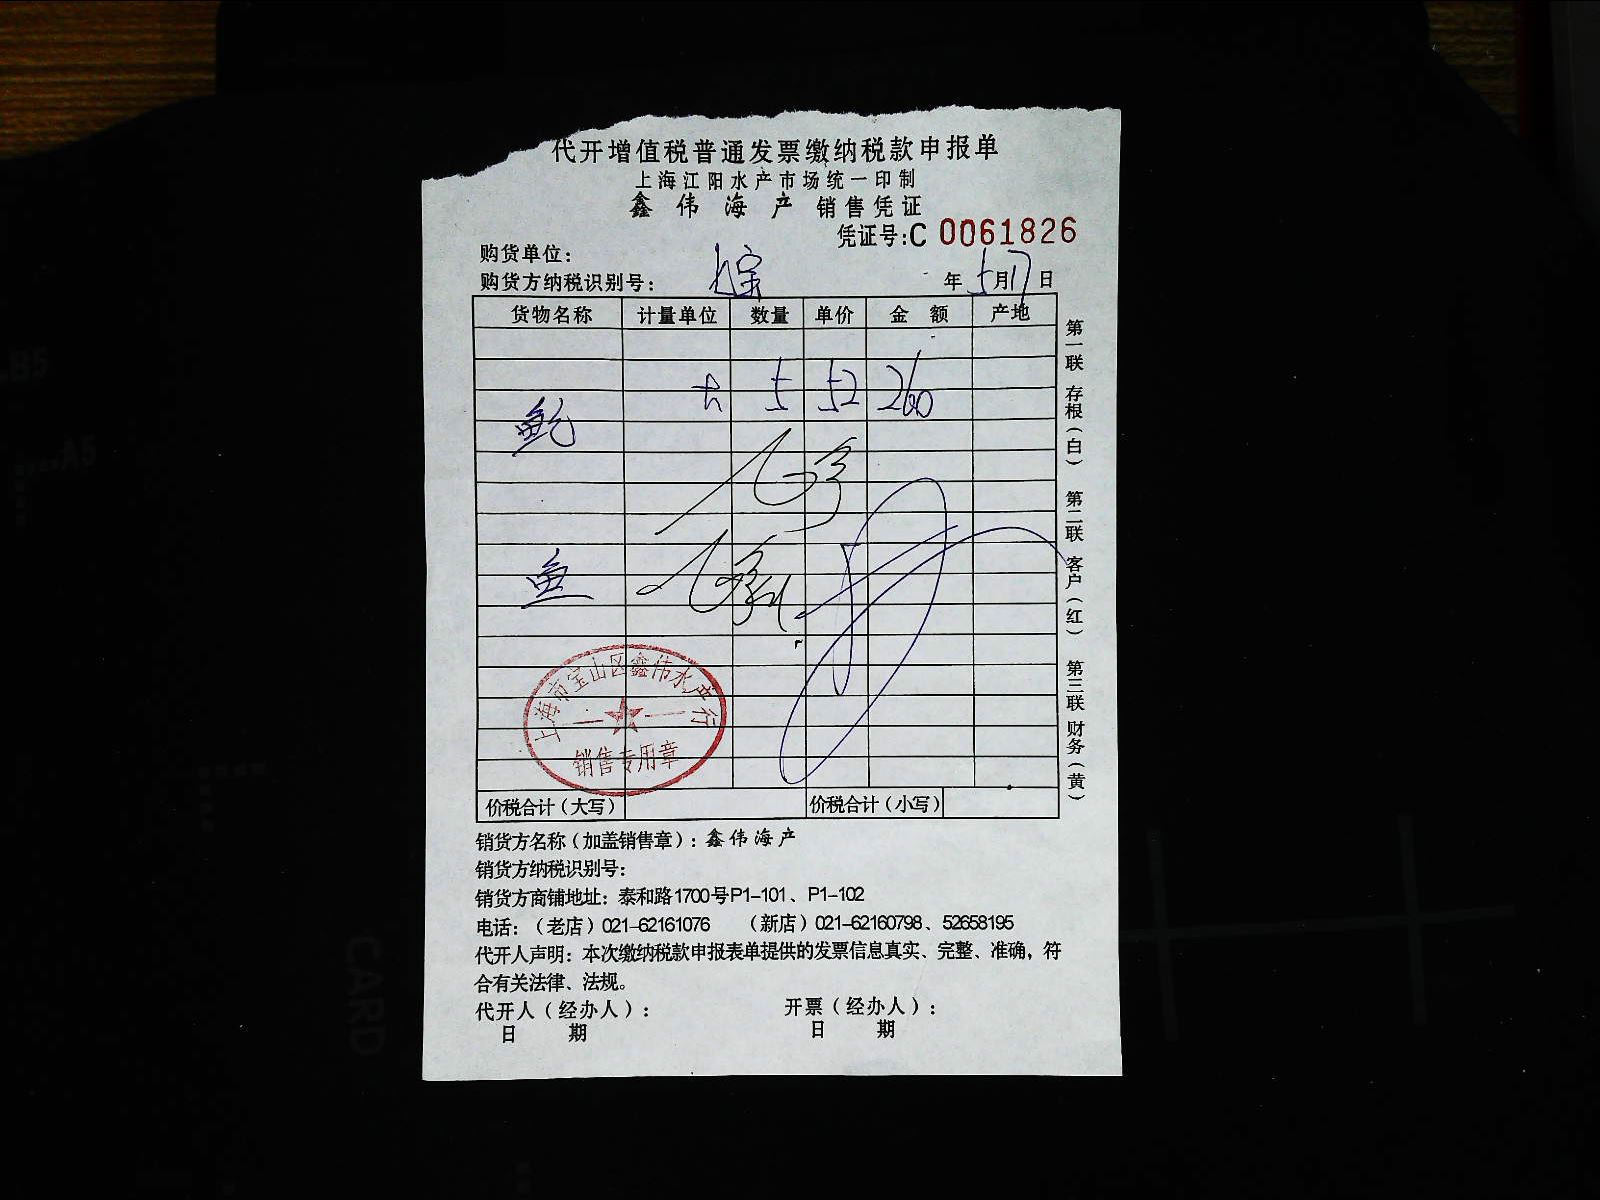 代开增值税普通发票缴纳税款申报单
上海江阳水产市场统一印制
鑫伟海产 销售凭证
凭证号:C 0061826
购货单位:
购货方纳税识别号:
年 5月17日
货物名称 计量单位 数量 单价 金额 产地
5 52 260
鲍
鱼
价税合计(大写) 价税合计(小写)
上海市宝山区鑫伟水产行
销售专用章
第一联 存根(白) 第二联 客户(红) 第三联 财务(黄)
销货方名称(加盖销售章):鑫伟海产
销货方纳税识别号:
销货方商铺地址:泰和路1700号P1-101、P1-102
电话:(老店)021-62161076 (新店)021-62160798、52658195
代开人声明:本次缴纳税款申报表单提供的发票信息真实、完整、准确,符
合有关法律、法规。
代开人(经办人): 开票(经办人):
日 期 日 期
CARD
A5